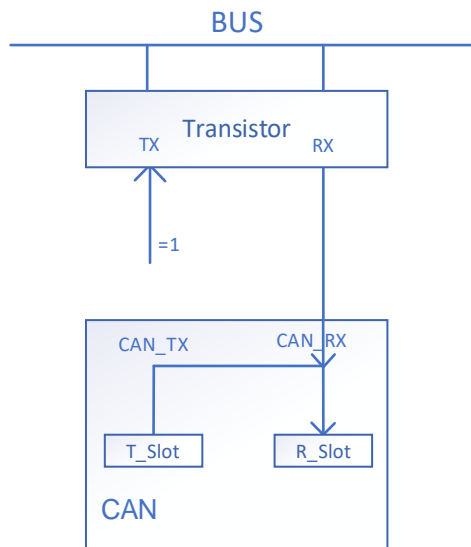 BUS
Transistor
TX
RX
=1
CAN_TX
CAN_RX
T_Slot
R_Slot
CAN